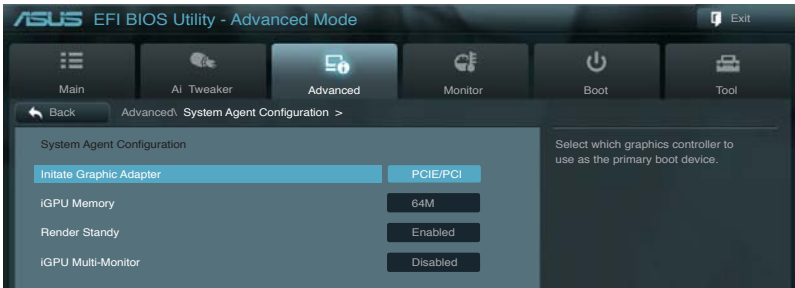 ASUS EFI BIOS Utility - Advanced Mode Exit
Main Ai Tweaker Advanced Monitor Boot Tool
Back Advanced\ System Agent Configuration >
System Agent Configuration
Initate Graphic Adapter PCIE/PCI
iGPU Memory 64M
Render Standy Enabled
iGPU Multi-Monitor Disabled
Select which graphics controller to
use as the primary boot device.